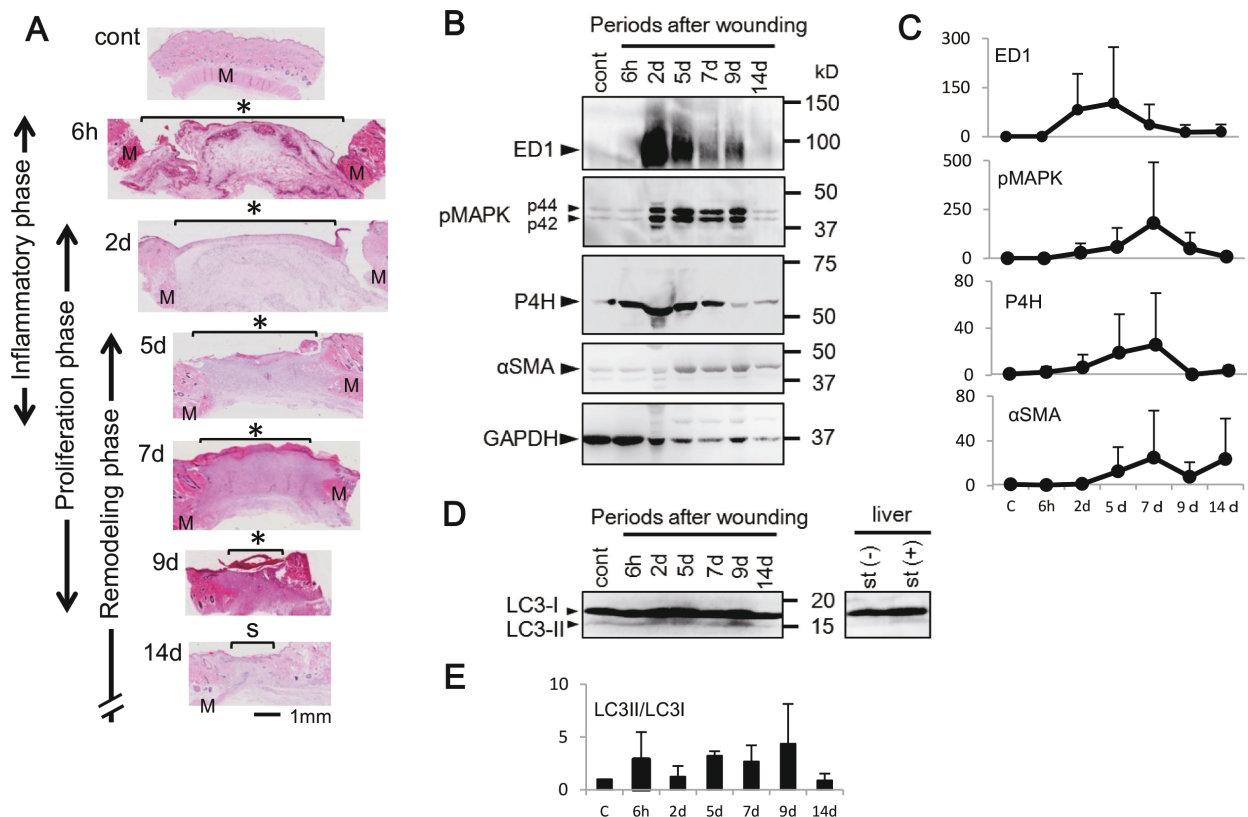 A
cont
M
*
6h
M
M
*
2d
M
M
*
5d
M
M
*
7d
M
M
*
9d
S
14d
M
1mm
Inflammatory phase
Proliferation phase
Remodeling phase
B
Periods after wounding
cont 6h 2d 5d 7d 9d 14d kD
ED1
150
100
pMAPK p44
p42
50
37
P4H
75
50
αSMA
50
37
GAPDH
37
C
ED1
300
150
0
pMAPK
500
250
0
P4H
80
40
0
αSMA
80
40
0
C 6h 2d 5 d 7 d 9 d 14 d
D
Periods after wounding
cont 6h 2d 5d 7d 9d 14d
LC3-I
LC3-II
20
15
liver
st (-) st (+)
E
LC3II/LC3I
10
5
0
C 6h 2d 5d 7d 9d 14d